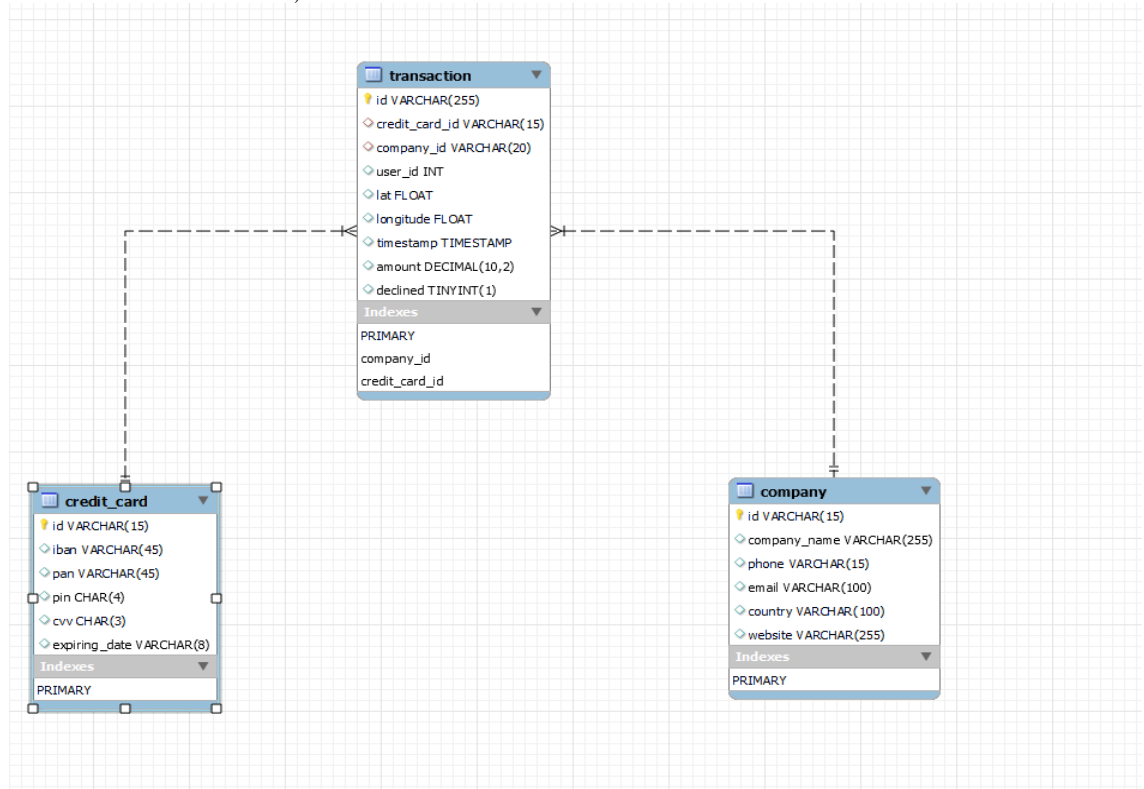 transaction
id VARCHAR(255)
credit_card_id VARCHAR(15)
company_id VARCHAR(20)
user_id INT
lat FLOAT
longitude FLOAT
timestamp TIMESTAMP
amount DECIMAL(10,2)
declined TINYINT(1)
Indexes
PRIMARY
company_id
credit_card_id
credit_card
id VARCHAR(15)
iban VARCHAR(45)
pan VARCHAR(45)
pin CHAR(4)
cvv CHAR(3)
expiring_date VARCHAR(8)
Indexes
PRIMARY
company
id VARCHAR(15)
company_name VARCHAR(255)
phone VARCHAR(15)
email VARCHAR(100)
country VARCHAR(100)
website VARCHAR(255)
Indexes
PRIMARY